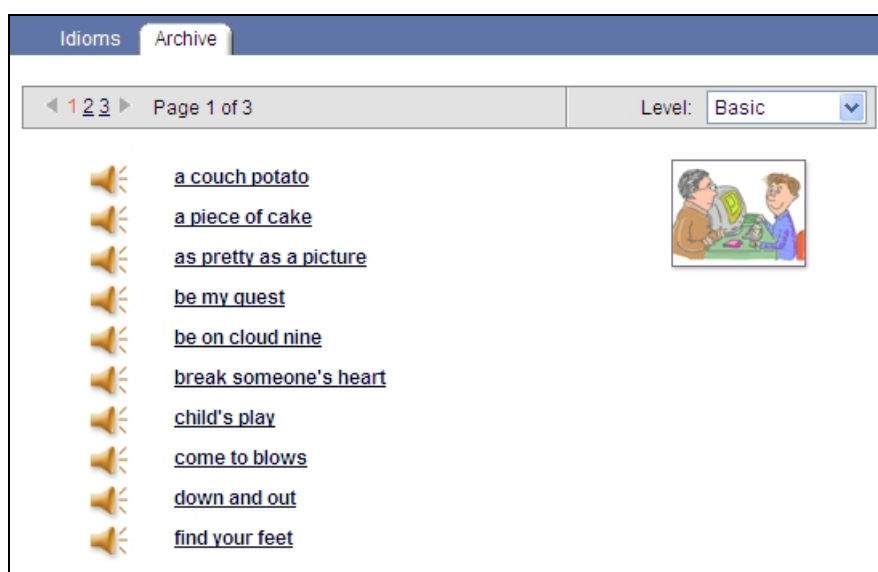 Idioms Archive
1 2 3 Page 1 of 3 Level: Basic
a couch potato
a piece of cake
as pretty as a picture
be my guest
be on cloud nine
break someone's heart
child's play
come to blows
down and out
find your feet